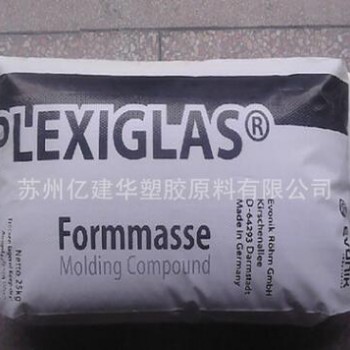 PLEXIGLAS®
苏州亿建华塑胶原料有限公司
Formmasse
Molding Compound
Evonik Röhm GmbH
Kirschenallee
D-64293 Darmstadt
Made in Germany
EVONIK
Netto 25kg